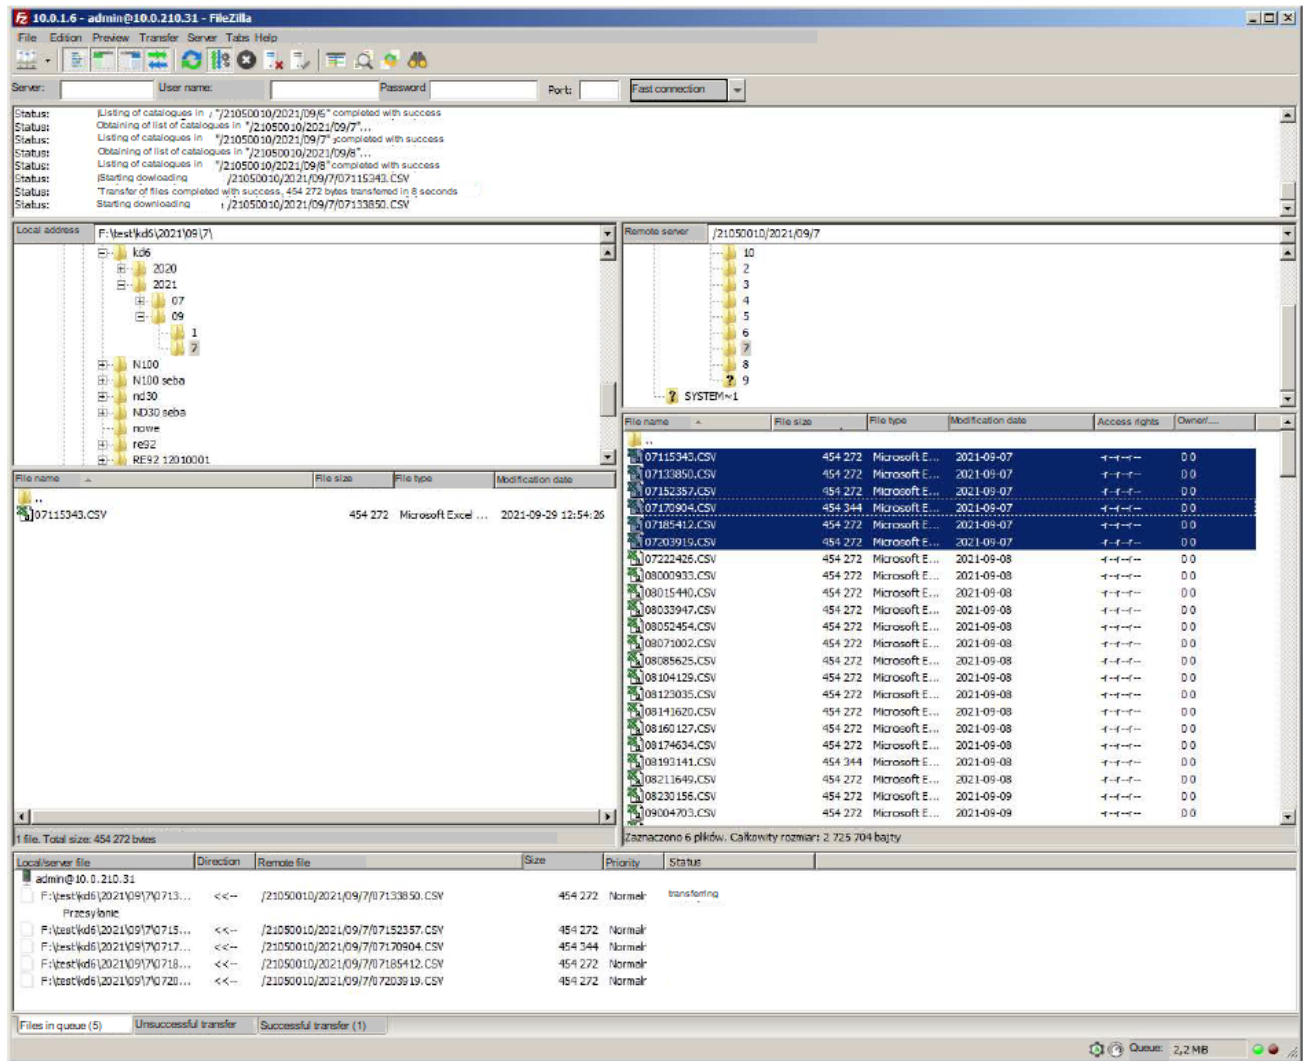 10.0.1.6 - admin@10.0.210.31 - FileZilla
File Edition Preview Transfer Server Tabs Help
Server: User name: Password Port: Fast connection
Status: Listing of catalogues in "/21050010/2021/09/6" completed with success
Status: Obtaining of list of catalogues in "/21050010/2021/09/7"...
Status: Listing of catalogues in "/21050010/2021/09/7" completed with success
Status: Obtaining of list of catalogues in "/21050010/2021/09/8"...
Status: Listing of catalogues in "/21050010/2021/09/8" completed with success
Status: Starting dowloading /21050010/2021/09/7/07115343.CSV
Status: Transfer of files completed with success, 454 272 bytes transferred in 8 seconds
Status: Starting downloading /21050010/2021/09/7/07133850.CSV
Local address F:\test\kd6\2021\09\7\
kd6
2020
2021
07
09
1
7
N100
N100 seba
nd30
ND30 seba
nowe
re92
RE92 12010001
File name File size File type Modification date
..
07115343.CSV 454 272 Microsoft Excel ... 2021-09-29 12:54:26
1 file. Total size: 454 272 bytes
Remote server /21050010/2021/09/7
10
2
3
4
5
6
7
8
? 9
? SYSTEM~1
File name File size File type Modification date Access rights Owner/....
..
07115343.CSV 454 272 Microsoft E... 2021-09-07 -r--r--r-- 0 0
07133850.CSV 454 272 Microsoft E... 2021-09-07 -r--r--r-- 0 0
07152357.CSV 454 272 Microsoft E... 2021-09-07 -r--r--r-- 0 0
07170904.CSV 454 344 Microsoft E... 2021-09-07 -r--r--r-- 0 0
07185412.CSV 454 272 Microsoft E... 2021-09-07 -r--r--r-- 0 0
07203919.CSV 454 272 Microsoft E... 2021-09-07 -r--r--r-- 0 0
07222426.CSV 454 272 Microsoft E... 2021-09-08 -r--r--r-- 0 0
08000933.CSV 454 272 Microsoft E... 2021-09-08 -r--r--r-- 0 0
08015440.CSV 454 272 Microsoft E... 2021-09-08 -r--r--r-- 0 0
08033947.CSV 454 272 Microsoft E... 2021-09-08 -r--r--r-- 0 0
08052454.CSV 454 272 Microsoft E... 2021-09-08 -r--r--r-- 0 0
08071002.CSV 454 272 Microsoft E... 2021-09-08 -r--r--r-- 0 0
08085625.CSV 454 272 Microsoft E... 2021-09-08 -r--r--r-- 0 0
08104129.CSV 454 272 Microsoft E... 2021-09-08 -r--r--r-- 0 0
08123035.CSV 454 272 Microsoft E... 2021-09-08 -r--r--r-- 0 0
08141620.CSV 454 272 Microsoft E... 2021-09-08 -r--r--r-- 0 0
08160127.CSV 454 272 Microsoft E... 2021-09-08 -r--r--r-- 0 0
08174634.CSV 454 272 Microsoft E... 2021-09-08 -r--r--r-- 0 0
08193141.CSV 454 344 Microsoft E... 2021-09-08 -r--r--r-- 0 0
08211649.CSV 454 272 Microsoft E... 2021-09-08 -r--r--r-- 0 0
08230156.CSV 454 272 Microsoft E... 2021-09-09 -r--r--r-- 0 0
09004703.CSV 454 272 Microsoft E... 2021-09-09 -r--r--r-- 0 0
Zaznaczono 6 plików. Całkowity rozmiar: 2 725 704 bajty
Local/server file Direction Remote file Size Priority Status
admin@10.0.210.31
F:\test\kd6\2021\09\7\0713... <<-- /21050010/2021/09/7/07133850.CSV 454 272 Normalr transferring
Przesyłanie
F:\test\kd6\2021\09\7\0715... <<-- /21050010/2021/09/7/07152357.CSV 454 272 Normalr
F:\test\kd6\2021\09\7\0717... <<-- /21050010/2021/09/7/07170904.CSV 454 344 Normalr
F:\test\kd6\2021\09\7\0718... <<-- /21050010/2021/09/7/07185412.CSV 454 272 Normalr
F:\test\kd6\2021\09\7\0720... <<-- /21050010/2021/09/7/07203919.CSV 454 272 Normalr
Files in queue (5) Unsuccessful transfer Successful transfer (1)
Queue: 2,2 MB